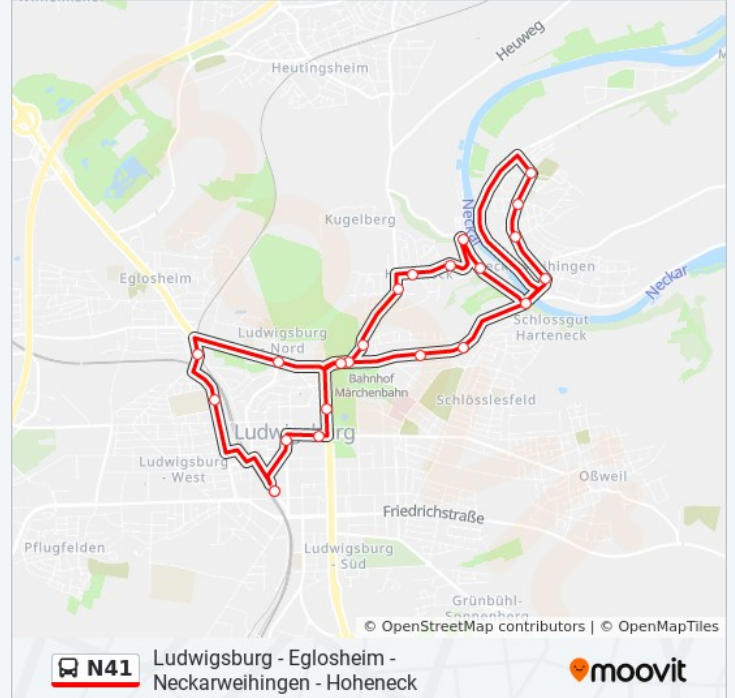 Heuweg
Heutingsheim
Kugelberg
Neckar
Eglosheim
Neckar
Schlossgut
Harteneck
Ludwigsburg
Nord
Bahnhof
Märchenbahn
Schlösslesfeld
Ludwigsburg
- West
Oßweil
Friedrichstraße
Pflugfelden
Ludwigsburg
- Süd
Grünbühl-
© OpenStreetMap contributors | © OpenMapTiles
N41
Ludwigsburg - Eglosheim -
Neckarweihingen - Hoheneck
moovit